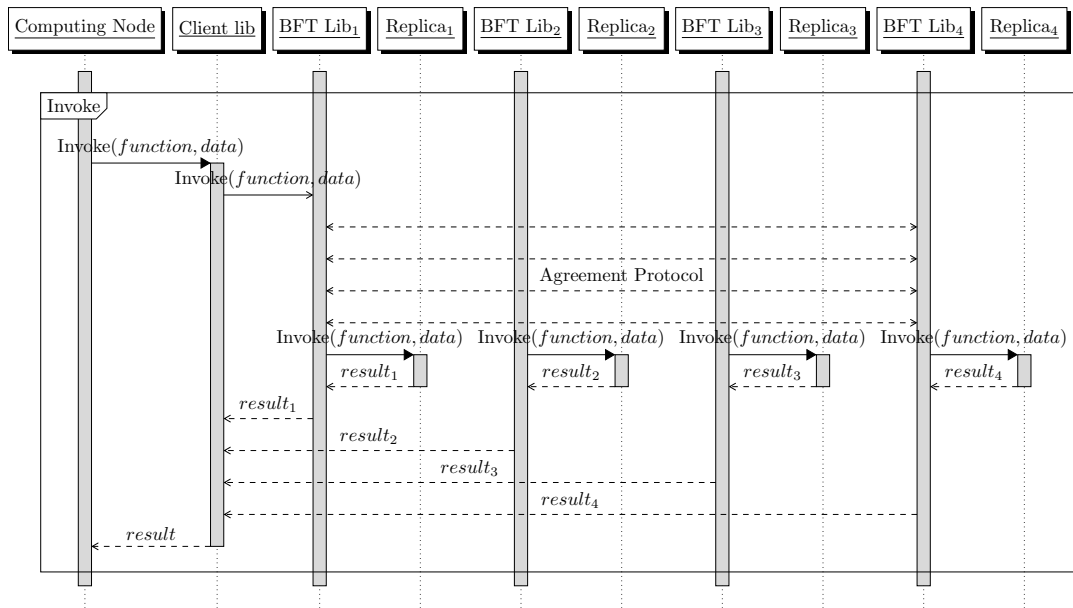 Computing Node Client lib BFT Lib₁ Replica₁ BFT Lib₂ Replica₂ BFT Lib₃ Replica₃ BFT Lib₄ Replica₄
Invoke
Invoke(function, data)
Invoke(function, data)
Agreement Protocol
Invoke(function, data) Invoke(function, data) Invoke(function, data) Invoke(function, data)
result₁ result₂ result₃ result₄
result₁
result₂
result₃
result₄
result